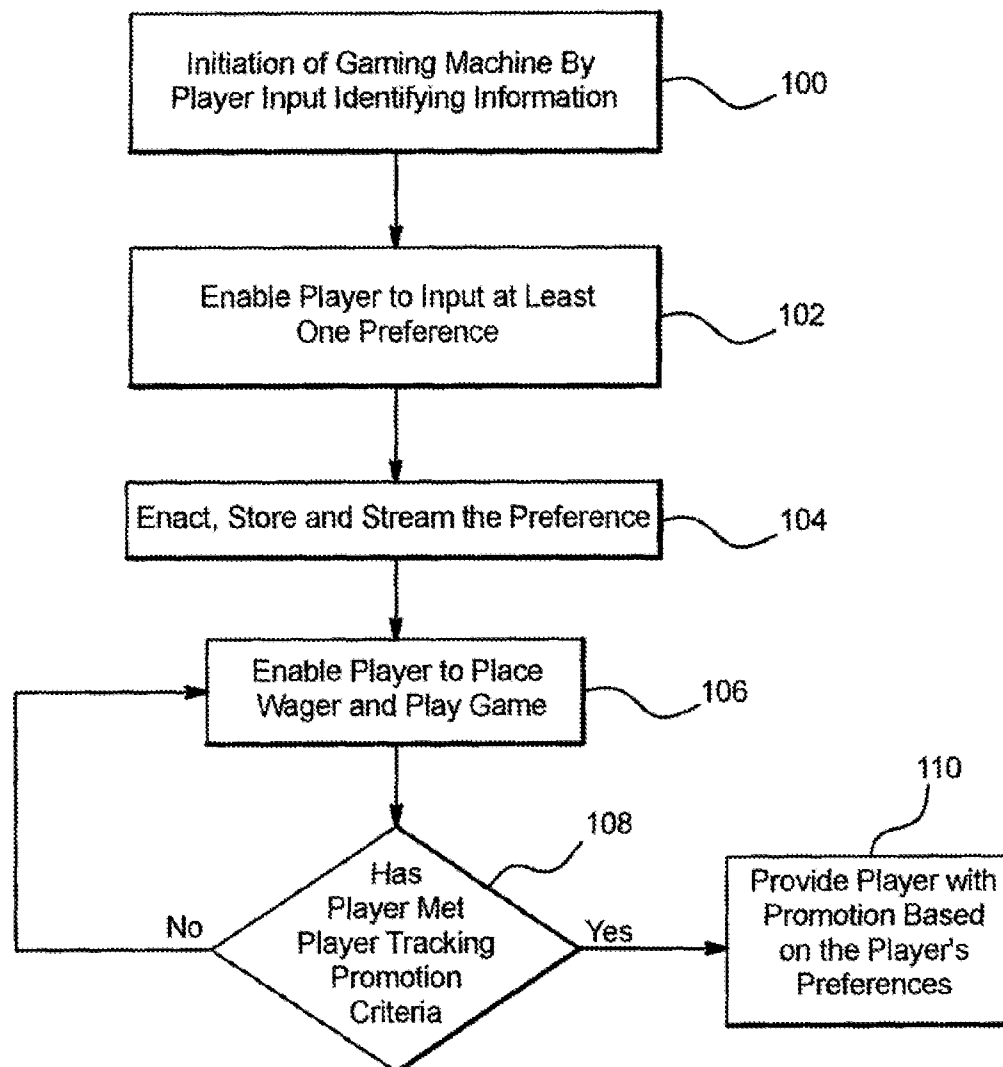 Initiation of Gaming Machine By
Player Input Identifying Information
100
Enable Player to Input at Least
One Preference
102
Enact, Store and Stream the Preference
104
Enable Player to Place
Wager and Play Game
106
108
Has
Player Met
Player Tracking
Promotion
Criteria
No
Yes
110
Provide Player with
Promotion Based
on the Player's
Preferences